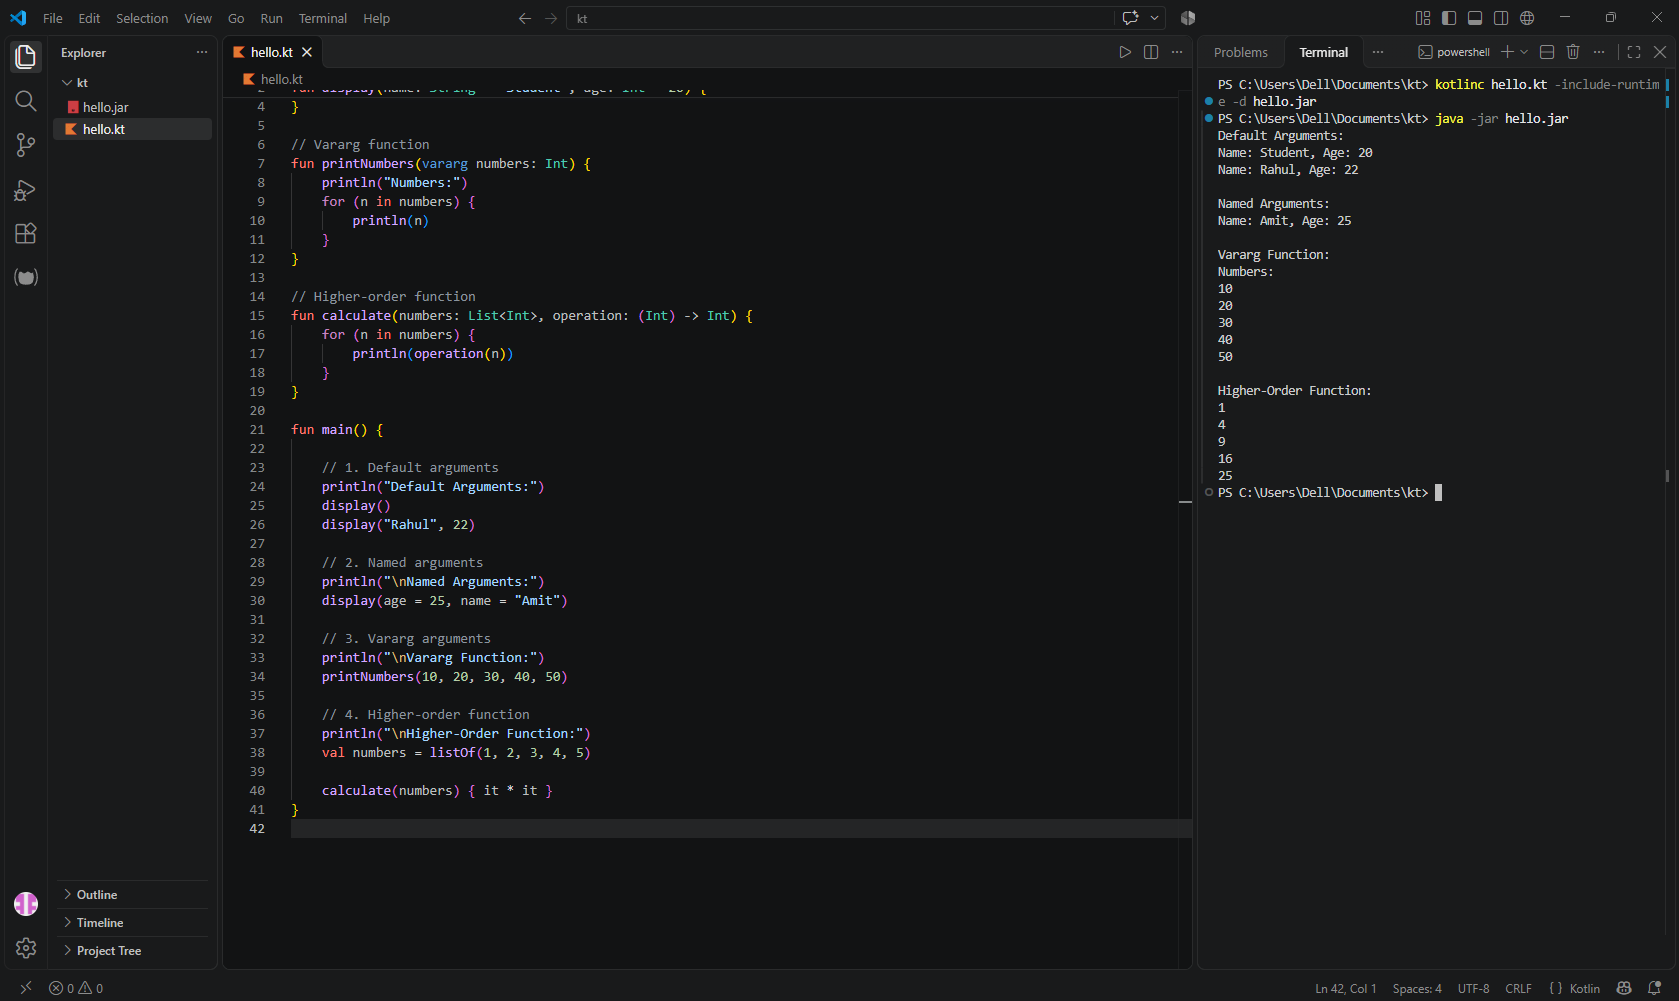 File Edit Selection View Go Run Terminal Help
kt
Explorer
kt
hello.jar
hello.kt
Outline
Timeline
Project Tree
hello.kt
hello.kt
4 }
5
6 // Vararg function
7 fun printNumbers(vararg numbers: Int) {
8 println("Numbers:")
9 for (n in numbers) {
10 println(n)
11 }
12 }
13
14 // Higher-order function
15 fun calculate(numbers: List<Int>, operation: (Int) -> Int) {
16 for (n in numbers) {
17 println(operation(n))
18 }
19 }
20
21 fun main() {
22
23 // 1. Default arguments
24 println("Default Arguments:")
25 display()
26 display("Rahul", 22)
27
28 // 2. Named arguments
29 println("\nNamed Arguments:")
30 display(age = 25, name = "Amit")
31
32 // 3. Vararg arguments
33 println("\nVararg Function:")
34 printNumbers(10, 20, 30, 40, 50)
35
36 // 4. Higher-order function
37 println("\nHigher-Order Function:")
38 val numbers = listOf(1, 2, 3, 4, 5)
39
40 calculate(numbers) { it * it }
41 }
42
Problems Terminal powershell
PS C:\Users\Dell\Documents\kt> kotlinc hello.kt -include-runtim
e -d hello.jar
PS C:\Users\Dell\Documents\kt> java -jar hello.jar
Default Arguments:
Name: Student, Age: 20
Name: Rahul, Age: 22
Named Arguments:
Name: Amit, Age: 25
Vararg Function:
Numbers:
10
20
30
40
50
Higher-Order Function:
1
4
9
16
25
PS C:\Users\Dell\Documents\kt>
0 0
Ln 42, Col 1 Spaces: 4 UTF-8 CRLF { } Kotlin